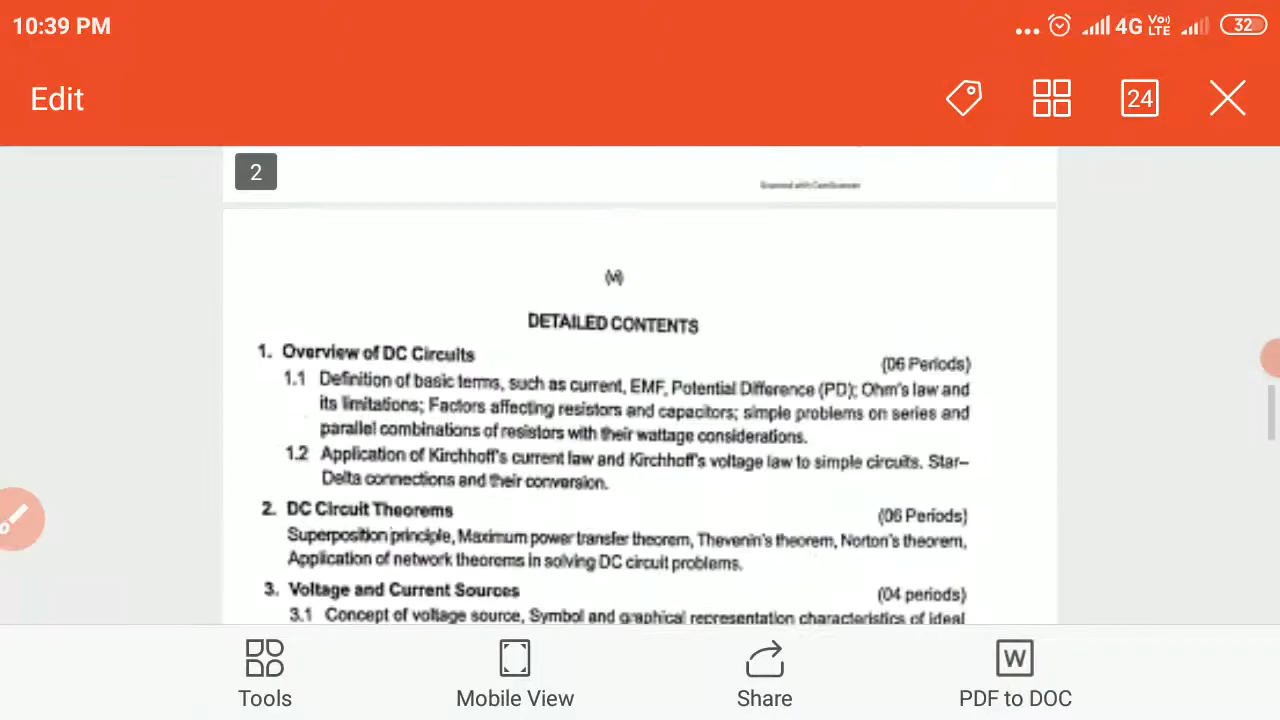 10:39 PM
4G
Vo)
LTE
32
Edit
24
2
Scanned with CamScanner
(vi)
DETAILED CONTENTS
1. Overview of DC Circuits
(06 Periods)
1.1 Definition of basic terms, such as current, EMF, Potential Difference (PD); Ohm's law and
its limitations; Factors affecting resistors and capacitors; simple problems on series and
parallel combinations of resistors with their wattage considerations.
1.2 Application of Kirchhoff's current law and Kirchhoff's voltage law to simple circuits. Star–
Delta connections and their conversion.
2. DC Circuit Theorems
(06 Periods)
Superposition principle, Maximum power transfer theorem, Thevenin's theorem, Norton's theorem,
Application of network theorems in solving DC circuit problems.
3. Voltage and Current Sources
(04 periods)
3.1 Concept of voltage source, Symbol and graphical representation characteristics of ideal
Tools
Mobile View
Share
W
PDF to DOC